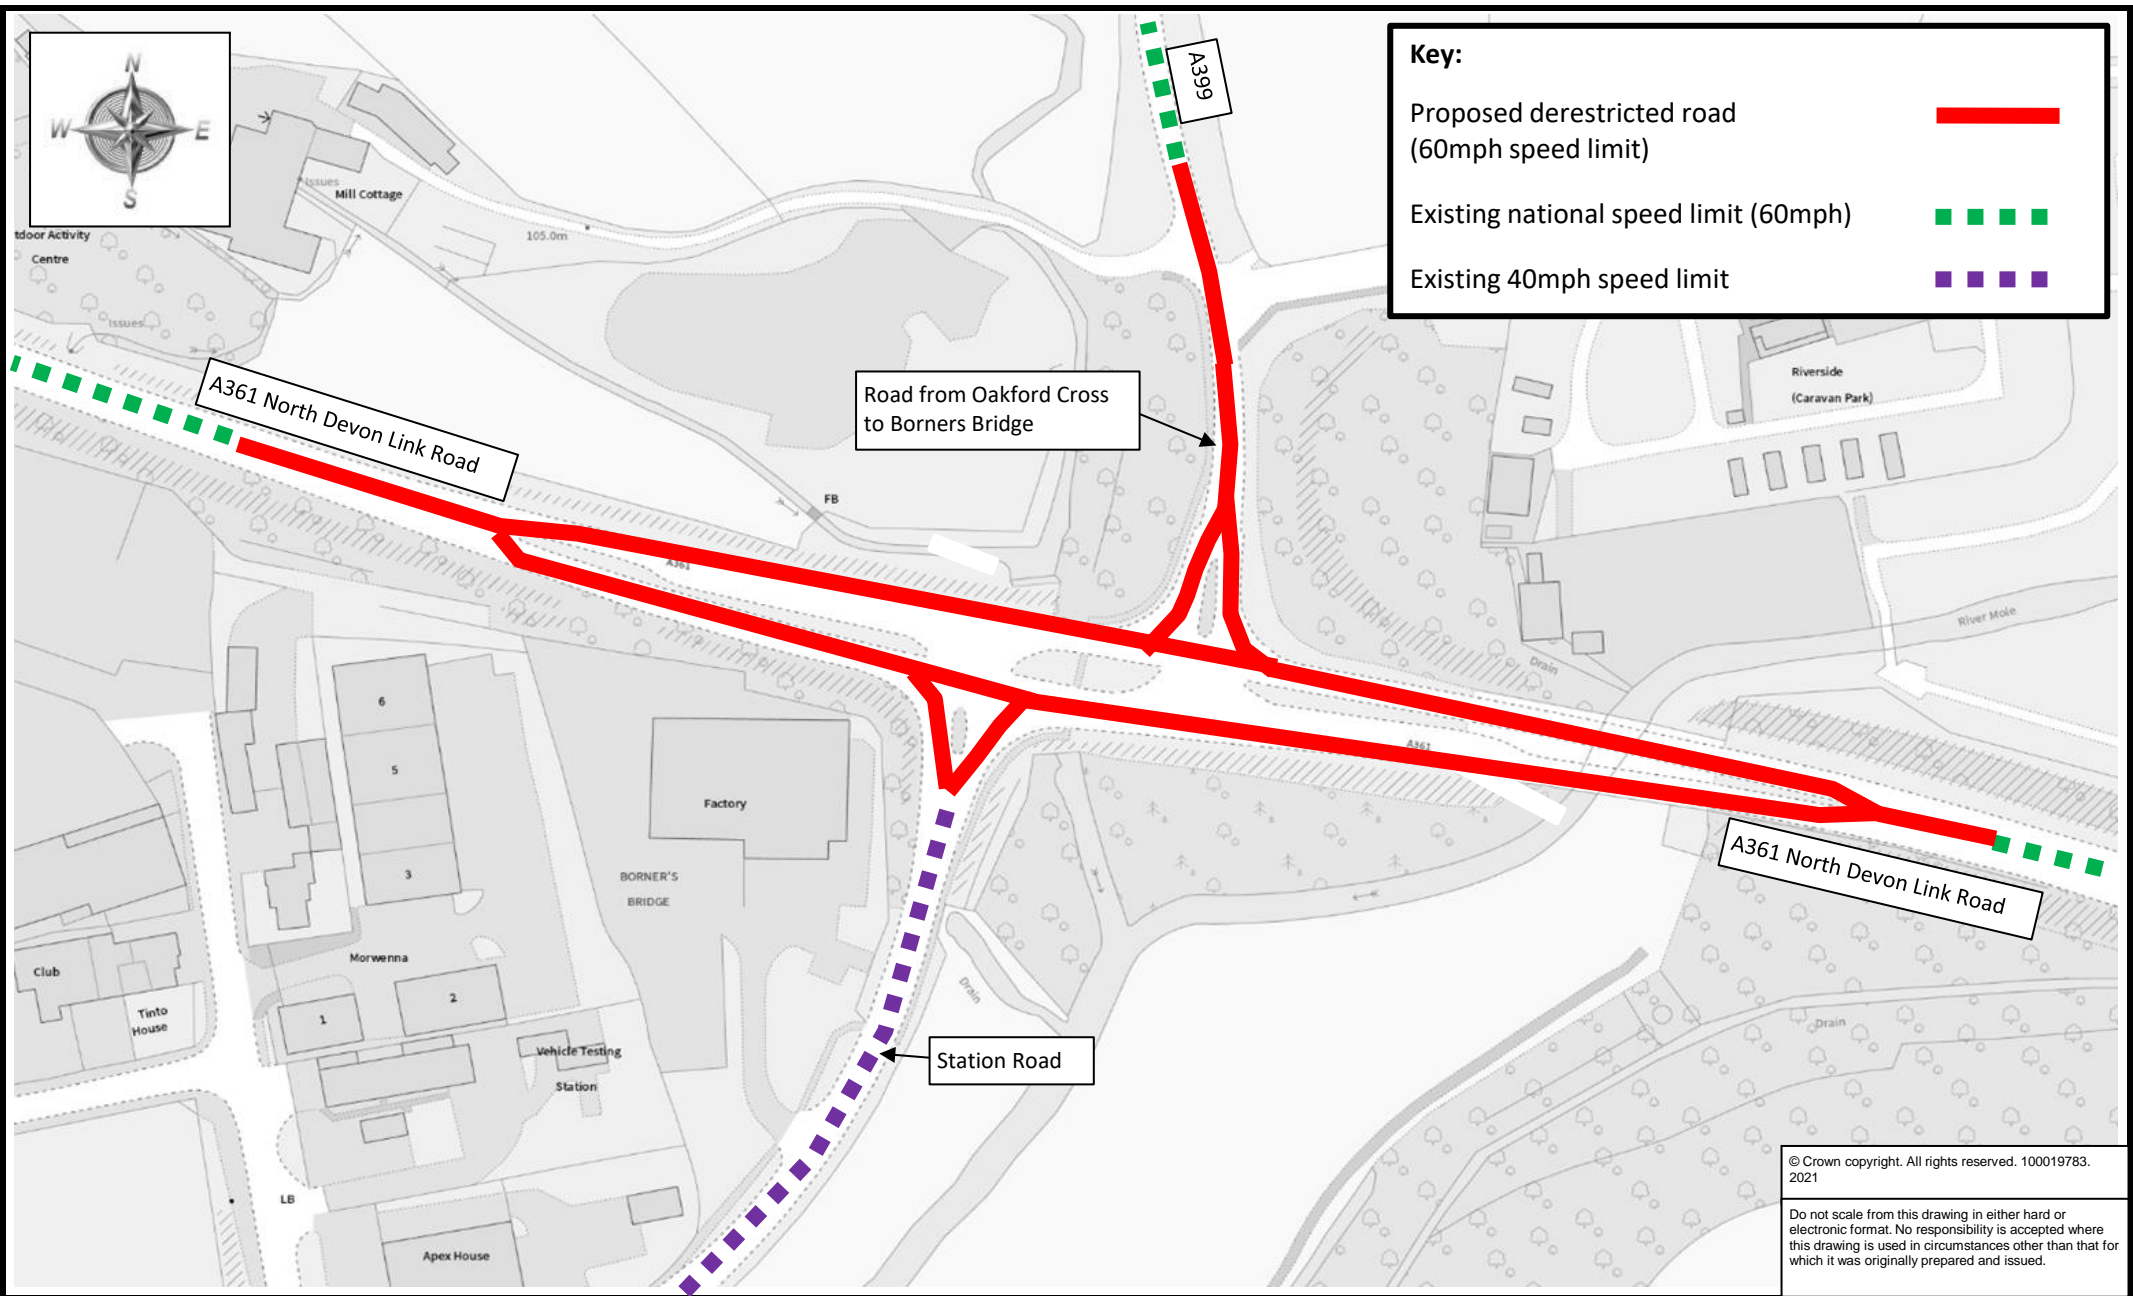 N
W
E
S
A399
Key:
Proposed derestricted road
(60mph speed limit)
Existing national speed limit (60mph)
Existing 40mph speed limit
Issues
Mill Cottage
tdoor Activity
Centre
105.0m
Issues
A361 North Devon Link Road
Road from Oakford Cross
to Borners Bridge
Riverside
(Caravan Park)
FB
A361
River Mole
Drain
6
5
3
Factory
A361
A361 North Devon Link Road
BORNER'S
BRIDGE
Club
Morwenna
Tinto
House
1
2
Drain
Drain
Vehicle Testing
Station
Station Road
LB
Apex House
© Crown copyright. All rights reserved. 100019783.
2021
Do not scale from this drawing in either hard or
electronic format. No responsibility is accepted where
this drawing is used in circumstances other than that for
which it was originally prepared and issued.